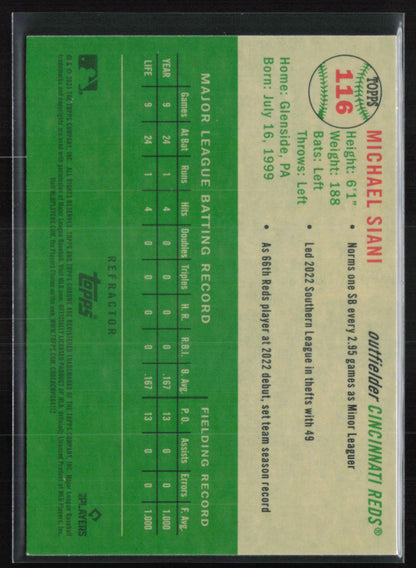 TOPPS
116
MICHAEL SIANI
outfielder CINCINNATI REDS®
Height: 6'1"
Weight: 188
Bats: Left
Throws: Left
Home: Glenside, PA
Born: July 16, 1999
• Norms one SB every 2.95 games as Minor Leaguer
• Led 2022 Southern League in thefts with 49
• As 66th Reds player at 2022 debut, set team season record
MAJOR LEAGUE BATTING RECORD FIELDING RECORD
Games At Bat Runs Hits Doubles Triples H. R. R.B.I. B. Avg. P. O. Assists Errors F. Avg.
YEAR 9 24 1 4 0 0 0 0 .167 13 0 0 1.000
LIFE 9 24 1 4 0 0 0 0 .167 13 0 0 1.000
REFRACTOR
TOPPS
PLAYERS